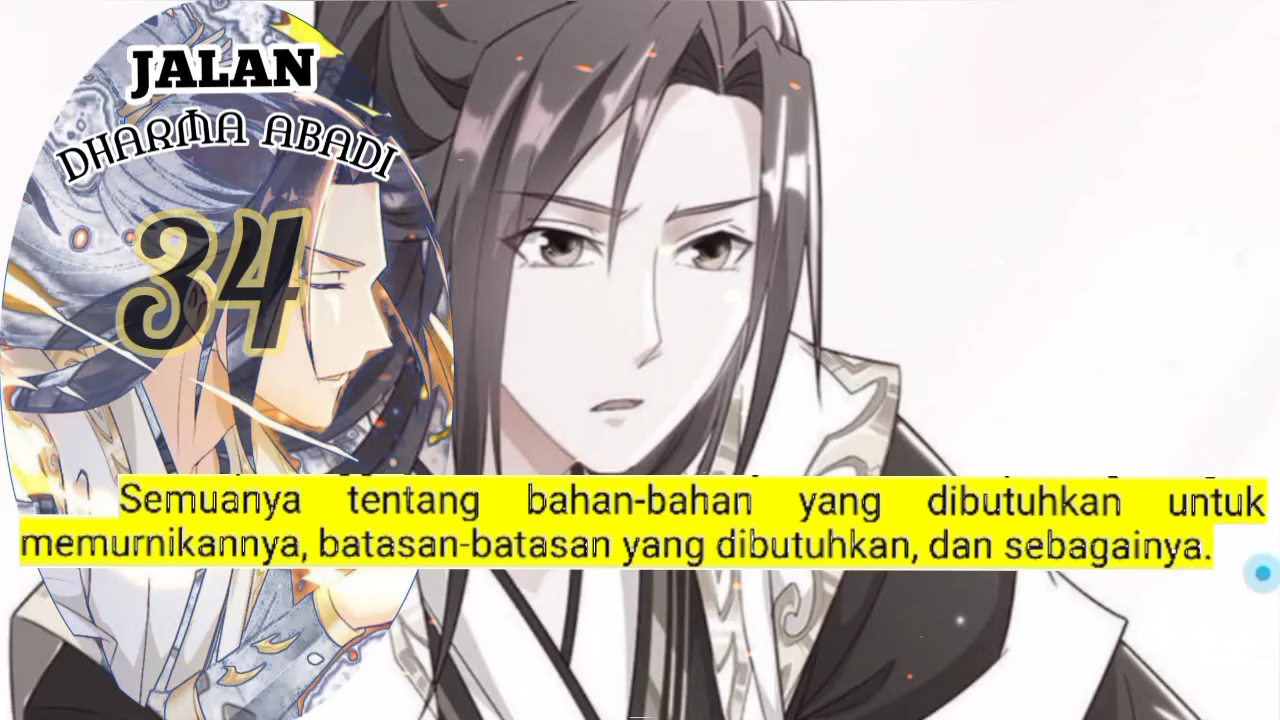 JALAN
DHARMA ABADI
34
Semuanya tentang bahan-bahan yang dibutuhkan untuk
memurnikannya, batasan-batasan yang dibutuhkan, dan sebagainya.